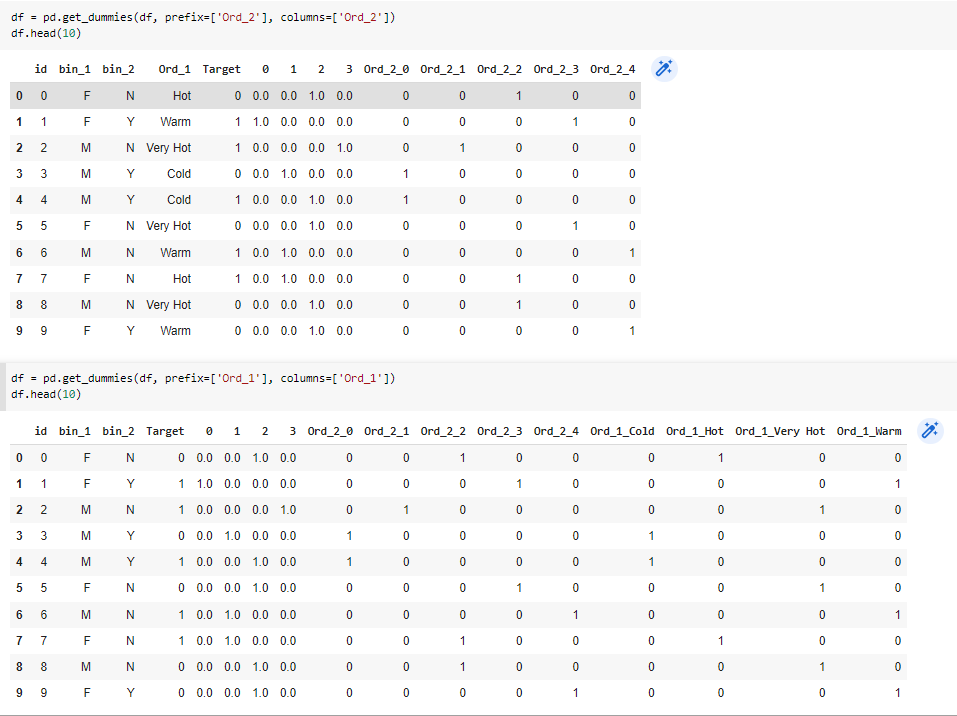 df = pd.get_dummies(df, prefix=['Ord_2'], columns=['Ord_2'])
df.head(10)
id bin_1 bin_2 Ord_1 Target 0 1 2 3 Ord_2_0 Ord_2_1 Ord_2_2 Ord_2_3 Ord_2_4
0 0 F N Hot 0 0.0 0.0 1.0 0.0 0 0 1 0 0
1 1 F Y Warm 1 1.0 0.0 0.0 0.0 0 0 0 1 0
2 2 M N Very Hot 1 0.0 0.0 0.0 1.0 0 1 0 0 0
3 3 M Y Cold 0 0.0 1.0 0.0 0.0 1 0 0 0 0
4 4 M Y Cold 1 0.0 0.0 1.0 0.0 1 0 0 0 0
5 5 F N Very Hot 0 0.0 0.0 1.0 0.0 0 0 0 1 0
6 6 M N Warm 1 0.0 1.0 0.0 0.0 0 0 0 0 1
7 7 F N Hot 1 0.0 1.0 0.0 0.0 0 0 1 0 0
8 8 M N Very Hot 0 0.0 0.0 1.0 0.0 0 0 1 0 0
9 9 F Y Warm 0 0.0 0.0 1.0 0.0 0 0 0 0 1
df = pd.get_dummies(df, prefix=['Ord_1'], columns=['Ord_1'])
df.head(10)
id bin_1 bin_2 Target 0 1 2 3 Ord_2_0 Ord_2_1 Ord_2_2 Ord_2_3 Ord_2_4 Ord_1_Cold Ord_1_Hot Ord_1_Very Hot Ord_1_Warm
0 0 F N 0 0.0 0.0 1.0 0.0 0 0 1 0 0 0 1 0 0
1 1 F Y 1 1.0 0.0 0.0 0.0 0 0 0 1 0 0 0 0 1
2 2 M N 1 0.0 0.0 0.0 1.0 0 1 0 0 0 0 0 1 0
3 3 M Y 0 0.0 1.0 0.0 0.0 1 0 0 0 0 1 0 0 0
4 4 M Y 1 0.0 0.0 1.0 0.0 1 0 0 0 0 1 0 0 0
5 5 F N 0 0.0 0.0 1.0 0.0 0 0 0 1 0 0 0 1 0
6 6 M N 1 0.0 1.0 0.0 0.0 0 0 0 0 1 0 0 0 1
7 7 F N 1 0.0 1.0 0.0 0.0 0 0 1 0 0 0 1 0 0
8 8 M N 0 0.0 0.0 1.0 0.0 0 0 1 0 0 0 0 1 0
9 9 F Y 0 0.0 0.0 1.0 0.0 0 0 0 0 1 0 0 0 1